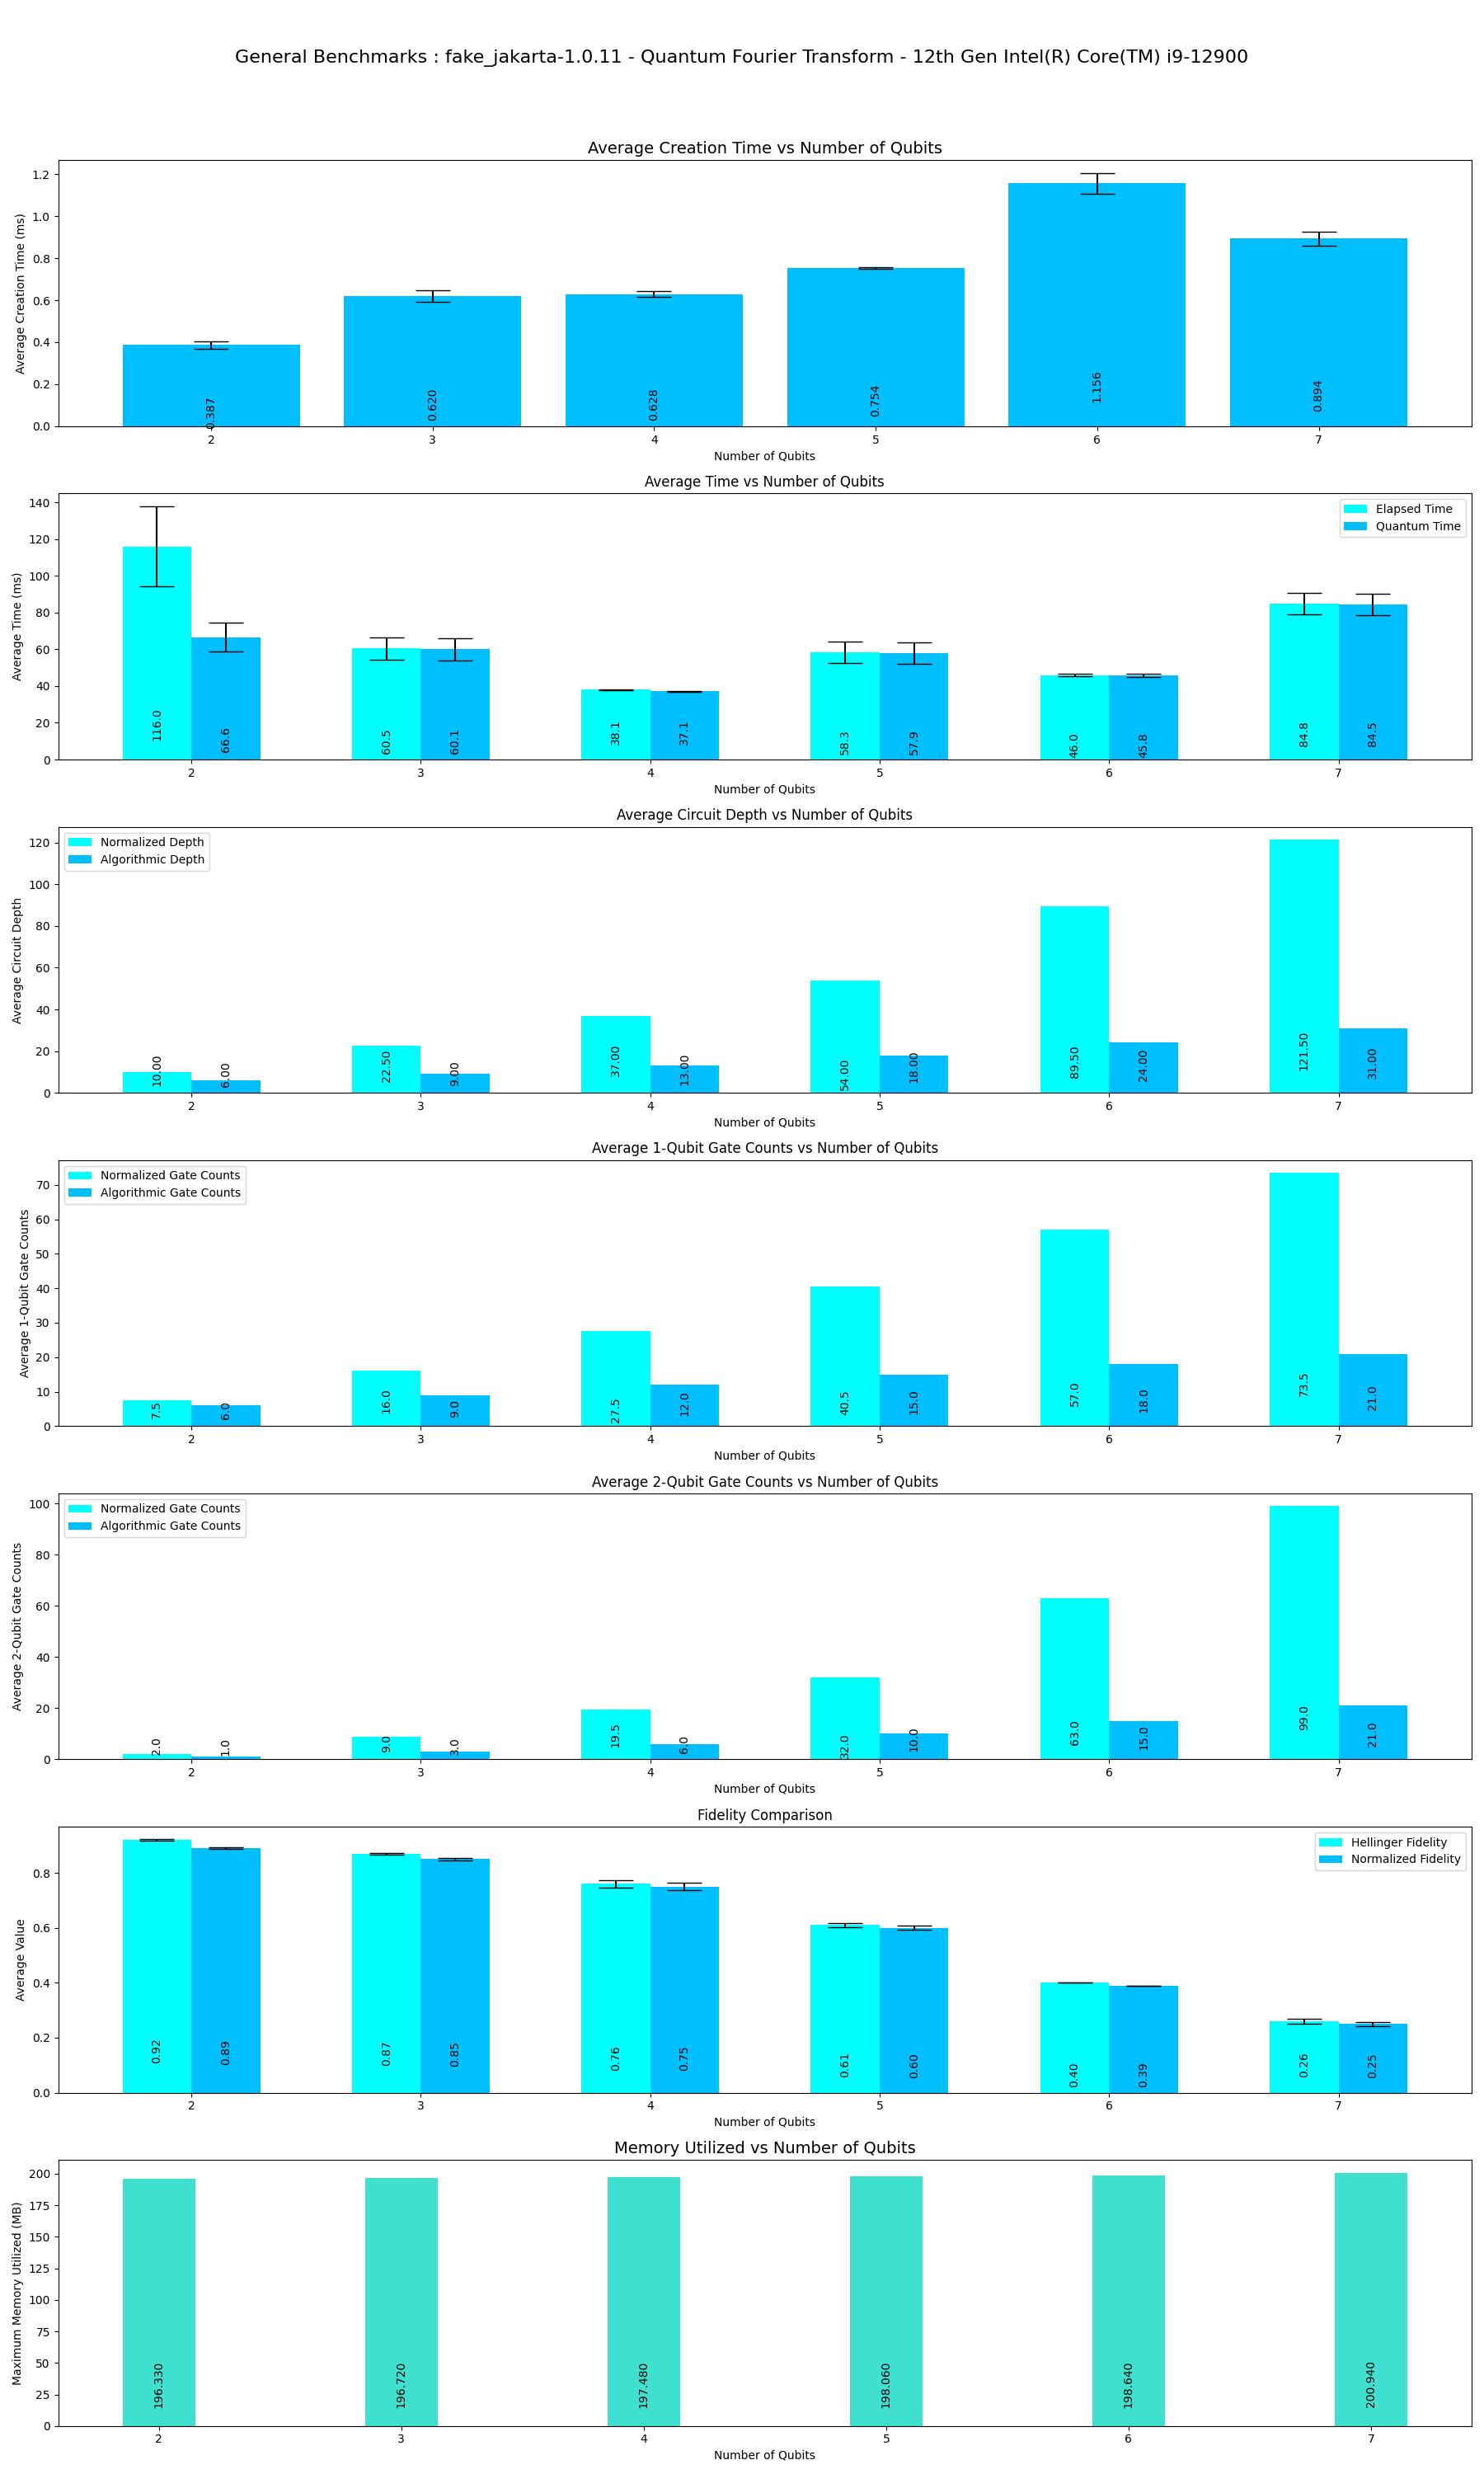 General Benchmarks : fake_jakarta-1.0.11 - Quantum Fourier Transform - 12th Gen Intel(R) Core(TM) i9-12900
Average Creation Time vs Number of Qubits
Average Creation Time (ms)
1.2
1.0
0.8
0.6
0.4
0.2
0.0
0.387
0.620
0.628
0.754
1.156
0.894
2 3 4 5 6 7
Number of Qubits
Average Time vs Number of Qubits
Average Time (ms)
140
120
100
80
60
40
20
0
Elapsed Time
Quantum Time
116.0 66.6 60.5 60.1 38.1 37.1 58.3 57.9 46.0 45.8 84.8 84.5
2 3 4 5 6 7
Number of Qubits
Average Circuit Depth vs Number of Qubits
Average Circuit Depth
120
100
80
60
40
20
0
Normalized Depth
Algorithmic Depth
10.00 6.00 22.50 9.00 37.00 13.00 54.00 18.00 89.50 24.00 121.50 31.00
2 3 4 5 6 7
Number of Qubits
Average 1-Qubit Gate Counts vs Number of Qubits
Average 1-Qubit Gate Counts
70
60
50
40
30
20
10
0
Normalized Gate Counts
Algorithmic Gate Counts
7.5 6.0 16.0 9.0 27.5 12.0 40.5 15.0 57.0 18.0 73.5 21.0
2 3 4 5 6 7
Number of Qubits
Average 2-Qubit Gate Counts vs Number of Qubits
Average 2-Qubit Gate Counts
100
80
60
40
20
0
Normalized Gate Counts
Algorithmic Gate Counts
2.0 1.0 9.0 3.0 19.5 6.0 32.0 10.0 63.0 15.0 99.0 21.0
2 3 4 5 6 7
Number of Qubits
Fidelity Comparison
Average Value
0.8
0.6
0.4
0.2
0.0
Hellinger Fidelity
Normalized Fidelity
0.92 0.89 0.87 0.85 0.76 0.75 0.61 0.60 0.40 0.39 0.26 0.25
2 3 4 5 6 7
Number of Qubits
Memory Utilized vs Number of Qubits
Maximum Memory Utilized (MB)
200
175
150
125
100
75
50
25
0
196.330 196.720 197.480 198.060 198.640 200.940
2 3 4 5 6 7
Number of Qubits